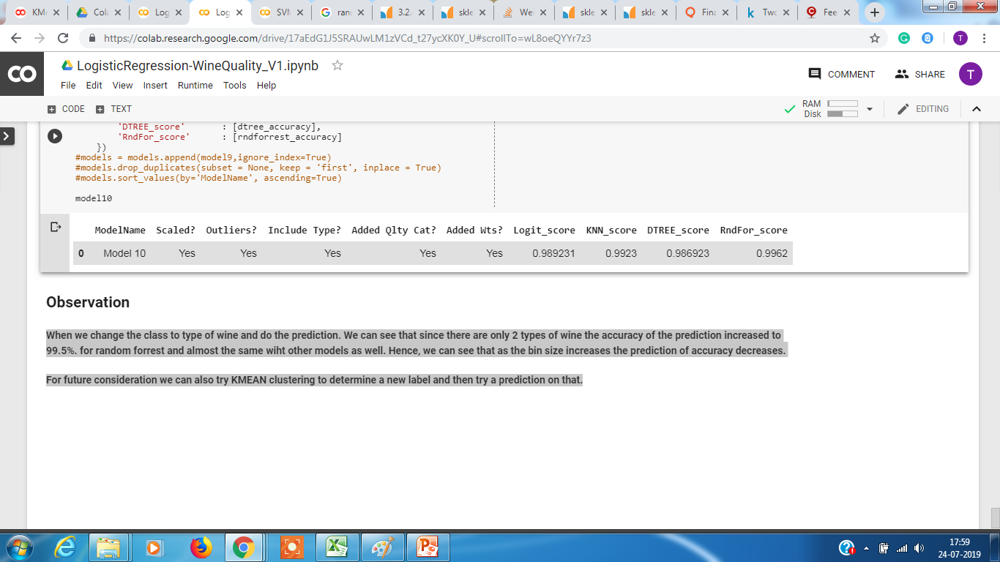 KMe
Cola
Log
Log
SVM
ranc
3.2.
skle
Wei
skle
skle
Fina
Twc
Fee
https://colab.research.google.com/drive/17aEdG1J5SRAUwLM1zVCd_t27ycXK0Y_U#scrollTo=wL8oeQYYr7z3
T
CO
LogisticRegression-WineQuality_V1.ipynb
COMMENT SHARE T
File Edit View Insert Runtime Tools Help
CODE TEXT
RAM
Disk
EDITING
'DTREE_score' : [dtree_accuracy],
'RndFor_score' : [rndforrest_accuracy]
})
#models = models.append(model9,ignore_index=True)
#models.drop_duplicates(subset = None, keep = 'first', inplace = True)
#models.sort_values(by='ModelName', ascending=True)
model10
ModelName Scaled? Outliers? Include Type? Added Qlty Cat? Added Wts? Logit_score KNN_score DTREE_score RndFor_score
0 Model 10 Yes Yes Yes Yes Yes 0.989231 0.9923 0.986923 0.9962
Observation
When we change the class to type of wine and do the prediction. We can see that since there are only 2 types of wine the accuracy of the prediction increased to
99.5%. for random forrest and almost the same wiht other models as well. Hence, we can see that as the bin size increases the prediction of accuracy decreases.
For future consideration we can also try KMEAN clustering to determine a new label and then try a prediction on that.
17:59
24-07-2019